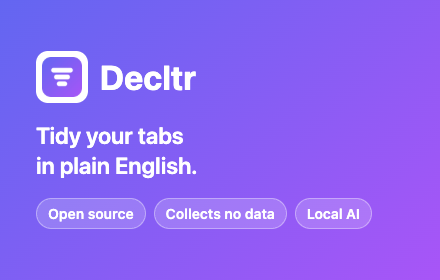 Decltr
Tidy your tabs
in plain English.
Open source
Collects no data
Local AI